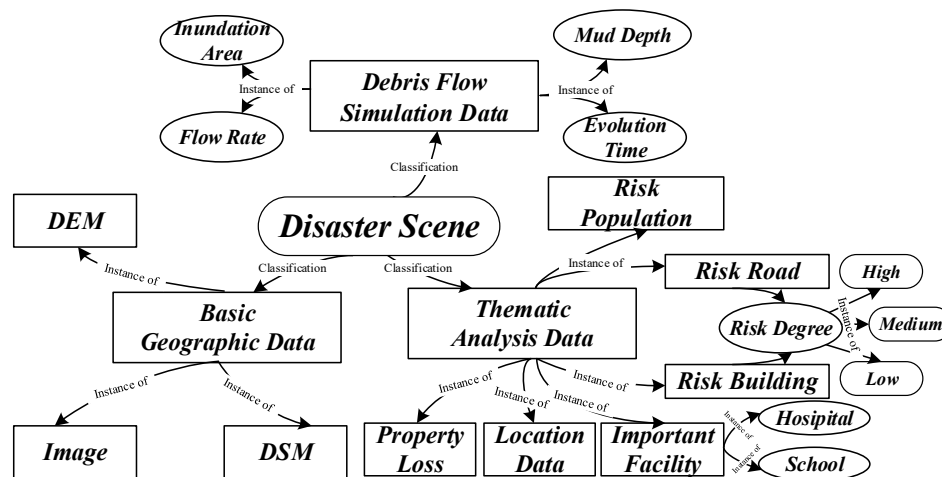 Inundation
Area
Mud Depth
Instance of
Debris Flow
Simulation Data
Instance of
Flow Rate
Evolution
Time
Classification
Risk
Population
DEM
Disaster Scene
Instance of
Classification
Classification
Instance of
Risk Road
High
Basic
Geographic Data
Thematic
Analysis Data
Risk Degree
Instance of
Medium
Instance of
Instance of
Instance of
Instance of
Instance of
Instance of
Risk Building
Low
Image
DSM
Property
Loss
Location
Data
Important
Facility
Instance of
Hosipital
Instance of
School